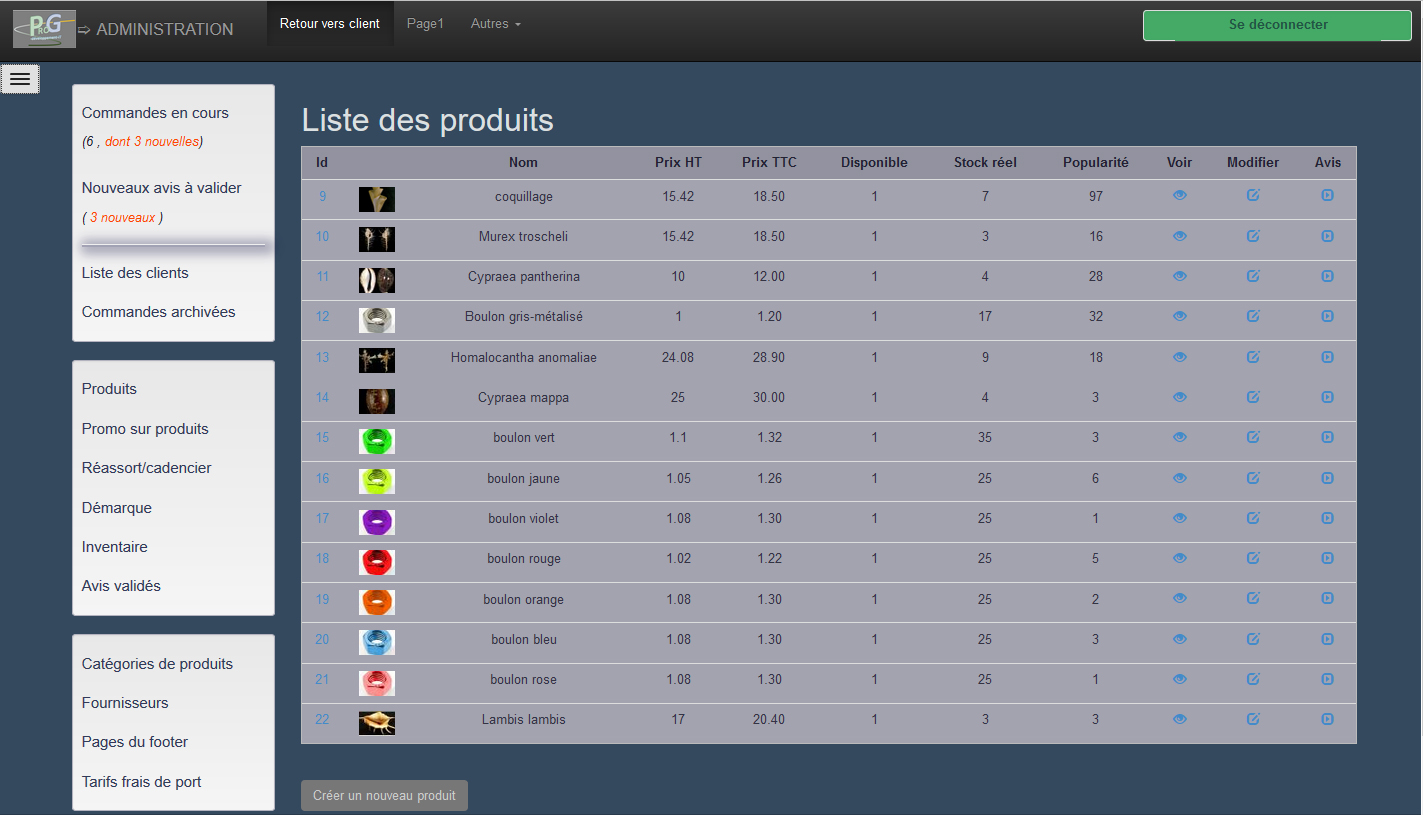 ProG ⇨ ADMINISTRATION Retour vers client Page1 Autres Se déconnecter
Commandes en cours
(6 , dont 3 nouvelles)
Nouveaux avis à valider
( 3 nouveaux )
Liste des clients
Commandes archivées
Produits
Promo sur produits
Réassort/cadencier
Démarque
Inventaire
Avis validés
Catégories de produits
Fournisseurs
Pages du footer
Tarifs frais de port
Liste des produits
Id Nom Prix HT Prix TTC Disponible Stock réel Popularité Voir Modifier Avis
9 coquillage 15.42 18.50 1 7 97
10 Murex troscheli 15.42 18.50 1 3 16
11 Cypraea pantherina 10 12.00 1 4 28
12 Boulon gris-métalisé 1 1.20 1 17 32
13 Homalocantha anomaliae 24.08 28.90 1 9 18
14 Cypraea mappa 25 30.00 1 4 3
15 boulon vert 1.1 1.32 1 35 3
16 boulon jaune 1.05 1.26 1 25 6
17 boulon violet 1.08 1.30 1 25 1
18 boulon rouge 1.02 1.22 1 25 5
19 boulon orange 1.08 1.30 1 25 2
20 boulon bleu 1.08 1.30 1 25 3
21 boulon rose 1.08 1.30 1 25 1
22 Lambis lambis 17 20.40 1 3 3
Créer un nouveau produit